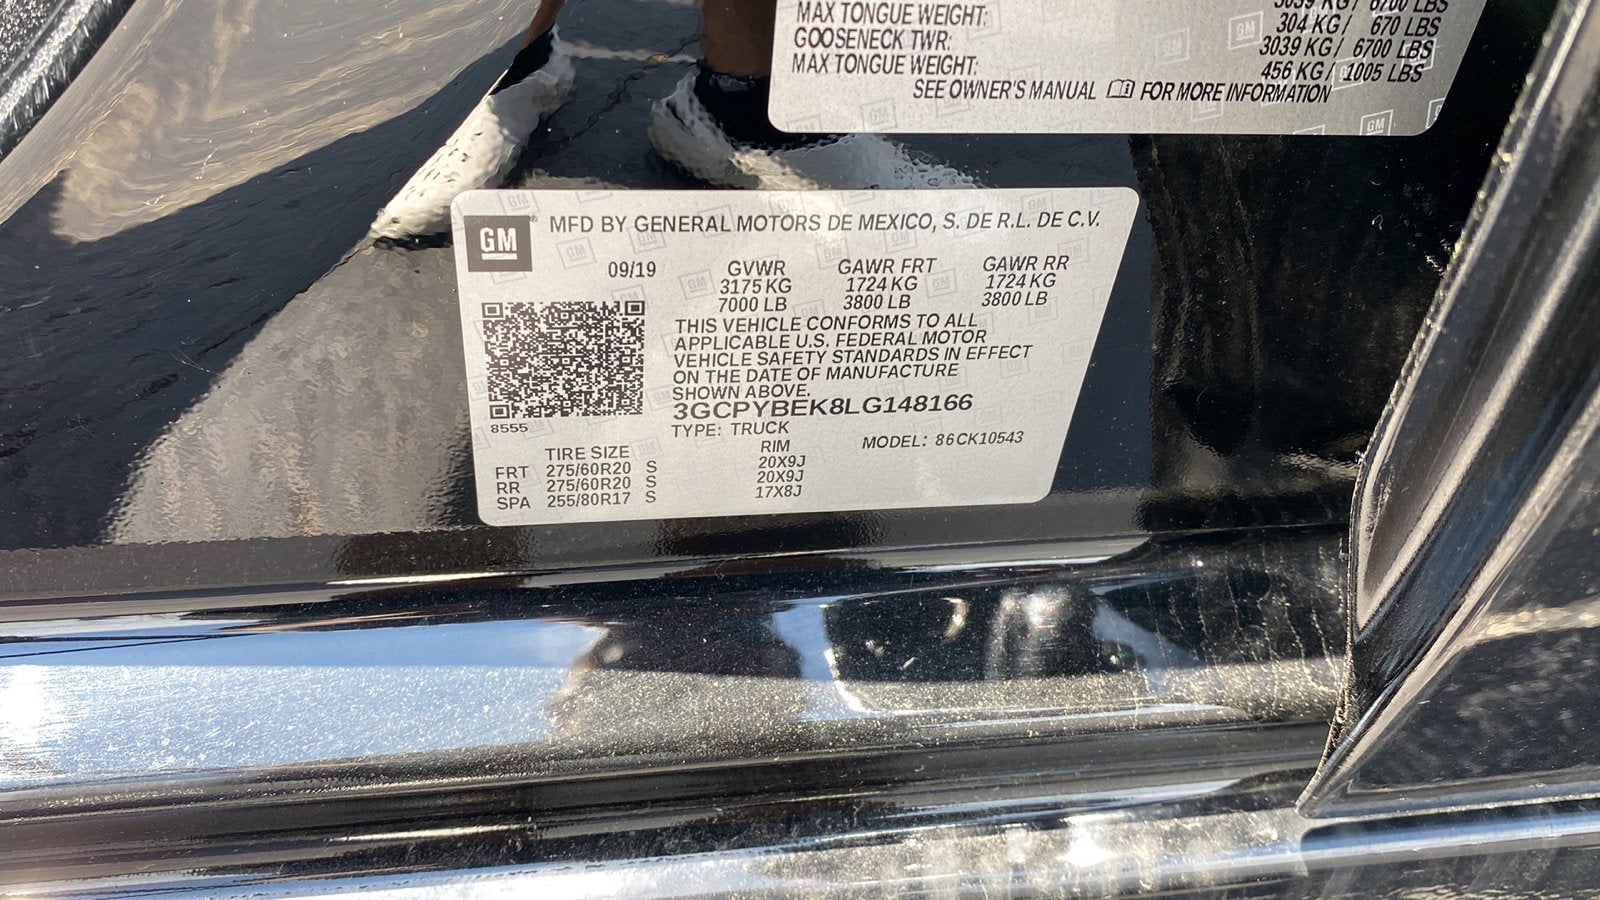 3039 KG/ 6700 LBS
MAX TONGUE WEIGHT: 304 KG/ 670 LBS
GOOSENECK TWR: 3039 KG/ 6700 LBS
MAX TONGUE WEIGHT: 456 KG/ 1005 LBS
SEE OWNER'S MANUAL FOR MORE INFORMATION
GM
GM® MFD BY GENERAL MOTORS DE MEXICO, S. DE R.L. DE C.V.
09/19 GVWR GAWR FRT GAWR RR
3175 KG 1724 KG 1724 KG
7000 LB 3800 LB 3800 LB
THIS VEHICLE CONFORMS TO ALL
APPLICABLE U.S. FEDERAL MOTOR
VEHICLE SAFETY STANDARDS IN EFFECT
ON THE DATE OF MANUFACTURE
SHOWN ABOVE.
3GCPYBEK8LG148166
8555 TYPE: TRUCK MODEL: 86CK10543
TIRE SIZE RIM
FRT 275/60R20 S 20X9J
RR 275/60R20 S 20X9J
SPA 255/80R17 S 17X8J